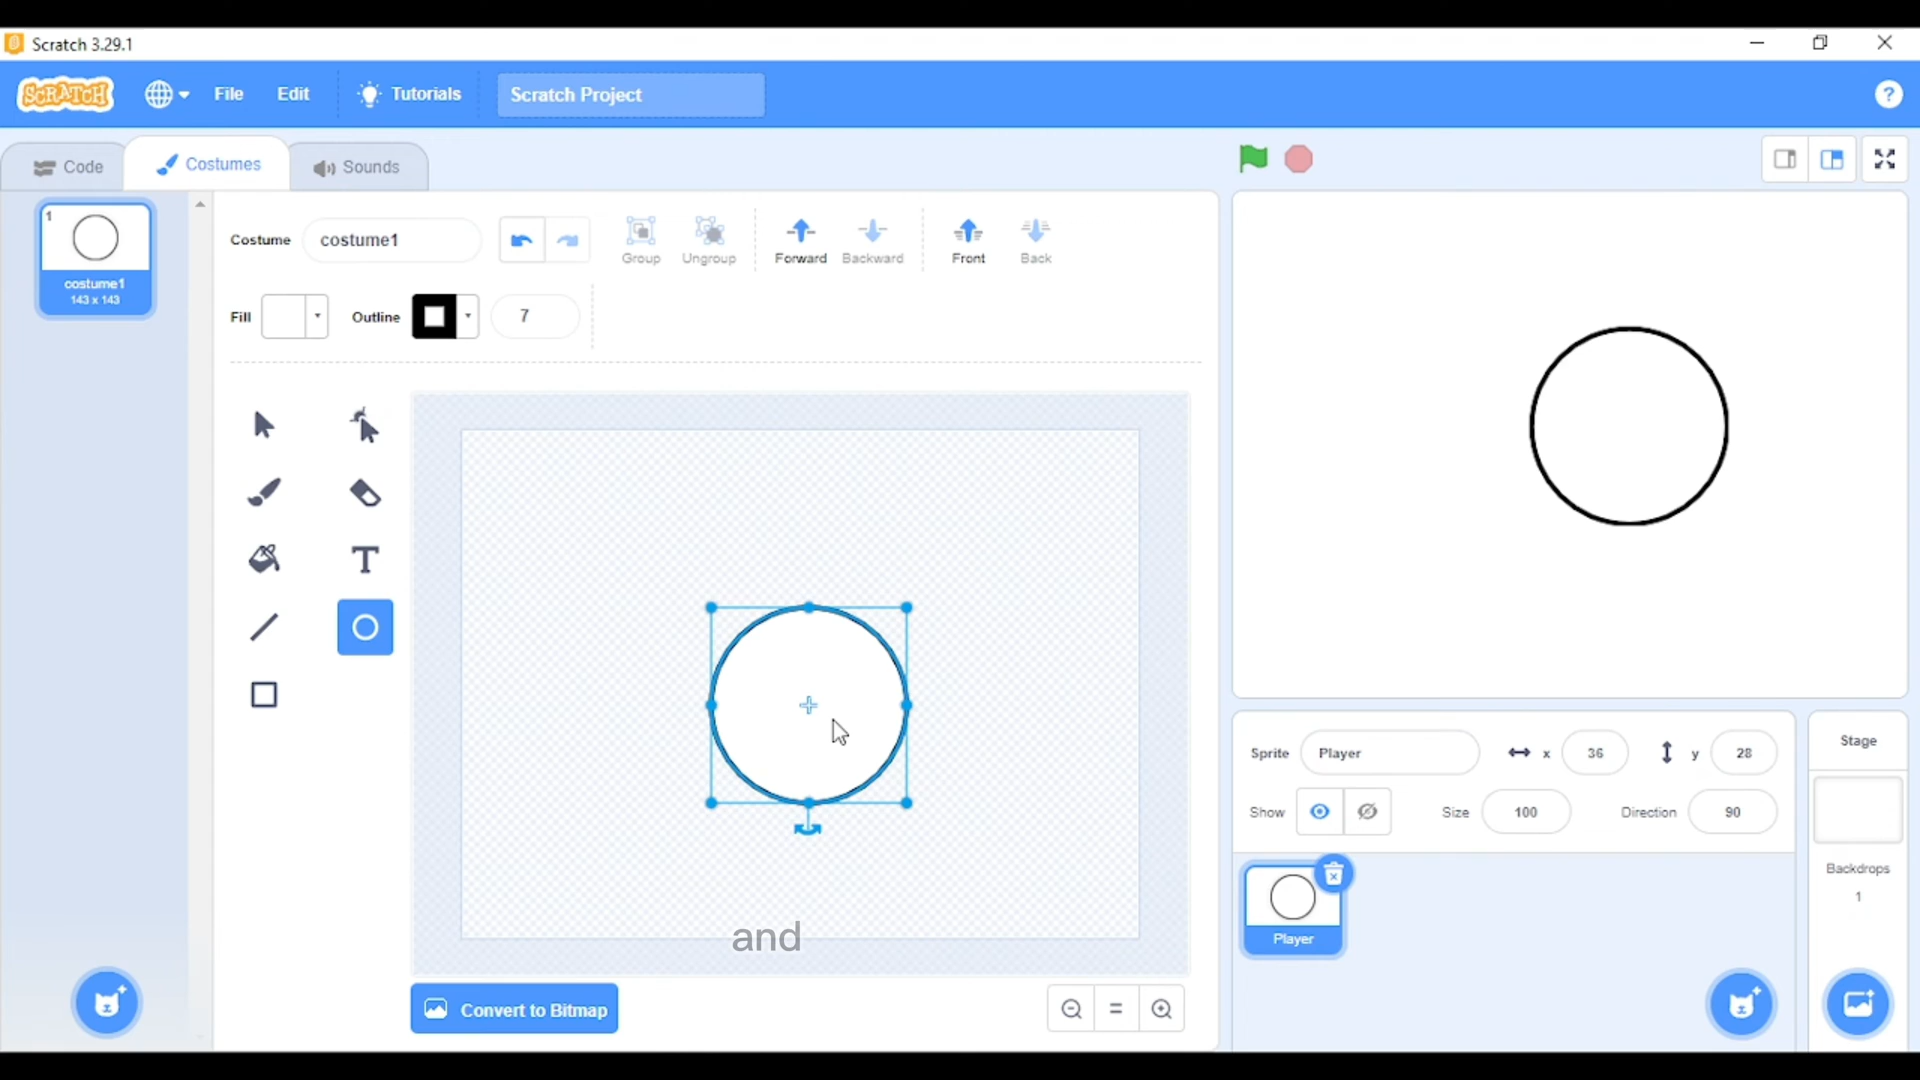 Scratch 3.29.1
SCRATCH File Edit Tutorials Scratch Project ?
Code Costumes Sounds
1
costume1
143 x 143
Costume costume1 Group Ungroup Forward Backward Front Back
Fill Outline 7
T
and
Convert to Bitmap
Sprite Player x 36 y 28
Show Size 100 Direction 90
Player
Stage
Backdrops
1